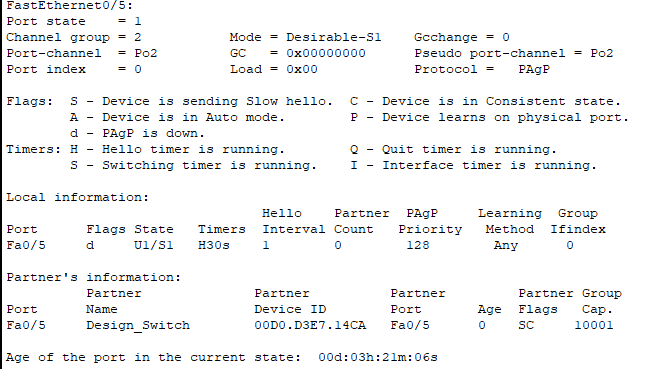 FastEthernet0/5:
Port state    = 1
Channel group = 2           Mode = Desirable-Sl    Gcchange = 0
Port-channel  = Po2         GC   = 0x00000000      Pseudo port-channel = Po2
Port index    = 0           Load = 0x00            Protocol =   PAgP
Flags:  S - Device is sending Slow hello.  C - Device is in Consistent state.
        A - Device is in Auto mode.        P - Device learns on physical port.
        d - PAgP is down.
Timers: H - Hello timer is running.        Q - Quit timer is running.
        S - Switching timer is running.    I - Interface timer is running.
Local information:
                                Hello    Partner  PAgP     Learning  Group
Port      Flags State   Timers  Interval Count   Priority   Method  Ifindex
Fa0/5     d     U1/S1   H30s    1        0        128        Any      0
Partner's information:
          Partner              Partner          Partner         Partner Group
Port      Name                 Device ID        Port       Age  Flags   Cap.
Fa0/5     Design_Switch        00D0.D3E7.14CA   Fa0/5      0    SC      10001
Age of the port in the current state:  00d:03h:21m:06s